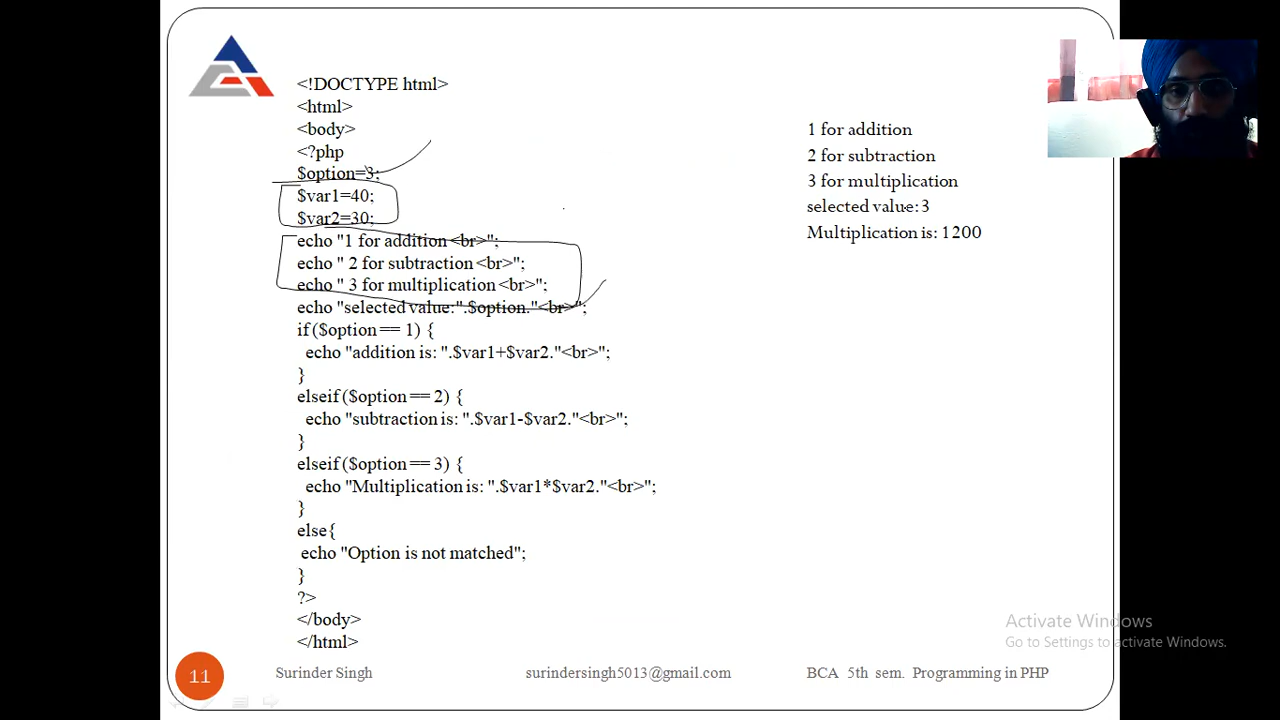 <!DOCTYPE html>
<html>
<body>
<?php
$option=3;
$var1=40;
$var2=30;
echo "1 for addition <br>";
echo " 2 for subtraction <br>";
echo " 3 for multiplication <br>";
echo "selected value:".$option."<br>";
if ($option == 1) {
echo "addition is: ".$var1+$var2."<br>";
}
elseif ($option == 2) {
echo "subtraction is: ".$var1-$var2."<br>";
}
elseif ($option == 3) {
echo "Multiplication is: ".$var1*$var2."<br>";
}
else{
echo "Option is not matched";
}
?>
</body>
</html>
1 for addition
2 for subtraction
3 for multiplication
selected value: 3
Multiplication is: 1200
Activate Windows
Go to Settings to activate Windows.
11
Surinder Singh
surindersingh5013@gmail.com
BCA 5th sem. Programming in PHP